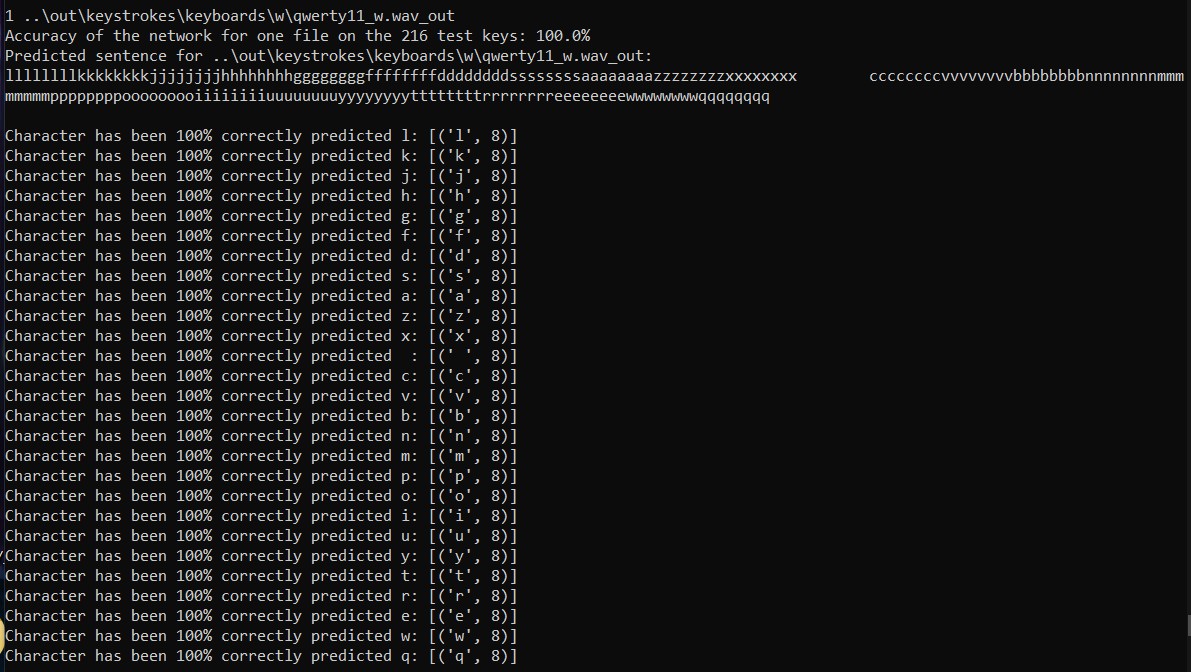 1 ..\out\keystrokes\keyboards\w\qwerty11_w.wav_out
Accuracy of the network for one file on the 216 test keys: 100.0%
Predicted sentence for ..\out\keystrokes\keyboards\w\qwerty11_w.wav_out:
llllllllkkkkkkkkjjjjjjjjhhhhhhhhggggggggffffffffddddddddssssssssaaaaaaaazzzzzzzzxxxxxxxx        ccccccccvvvvvvvvbbbbbbbbnnnnnnnnmmm
mmmmmppppppppooooooooiiiiiiiiuuuuuuuuyyyyyyyyttttttttrrrrrrrreeeeeeeewwwwwwwwqqqqqqqq
Character has been 100% correctly predicted l: [('l', 8)]
Character has been 100% correctly predicted k: [('k', 8)]
Character has been 100% correctly predicted j: [('j', 8)]
Character has been 100% correctly predicted h: [('h', 8)]
Character has been 100% correctly predicted g: [('g', 8)]
Character has been 100% correctly predicted f: [('f', 8)]
Character has been 100% correctly predicted d: [('d', 8)]
Character has been 100% correctly predicted s: [('s', 8)]
Character has been 100% correctly predicted a: [('a', 8)]
Character has been 100% correctly predicted z: [('z', 8)]
Character has been 100% correctly predicted x: [('x', 8)]
Character has been 100% correctly predicted  : [(' ', 8)]
Character has been 100% correctly predicted c: [('c', 8)]
Character has been 100% correctly predicted v: [('v', 8)]
Character has been 100% correctly predicted b: [('b', 8)]
Character has been 100% correctly predicted n: [('n', 8)]
Character has been 100% correctly predicted m: [('m', 8)]
Character has been 100% correctly predicted p: [('p', 8)]
Character has been 100% correctly predicted o: [('o', 8)]
Character has been 100% correctly predicted i: [('i', 8)]
Character has been 100% correctly predicted u: [('u', 8)]
Character has been 100% correctly predicted y: [('y', 8)]
Character has been 100% correctly predicted t: [('t', 8)]
Character has been 100% correctly predicted r: [('r', 8)]
Character has been 100% correctly predicted e: [('e', 8)]
Character has been 100% correctly predicted w: [('w', 8)]
Character has been 100% correctly predicted q: [('q', 8)]